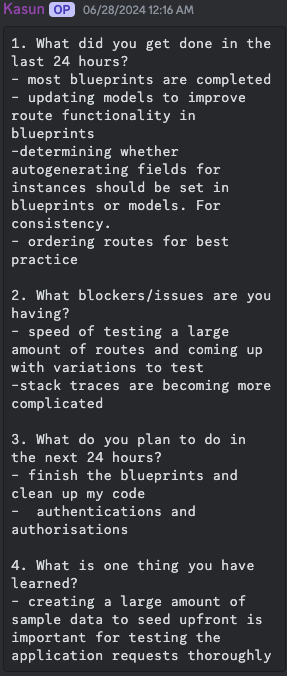 Kasun OP 06/28/2024 12:16 AM
1. What did you get done in the
last 24 hours?
- most blueprints are completed
- updating models to improve
route functionality in
blueprints
-determining whether
autogenerating fields for
instances should be set in
blueprints or models. For
consistency.
- ordering routes for best
practice
2. What blockers/issues are you
having?
- speed of testing a large
amount of routes and coming up
with variations to test
-stack traces are becoming more
complicated
3. What do you plan to do in
the next 24 hours?
- finish the blueprints and
clean up my code
-  authentications and
authorisations
4. What is one thing you have
learned?
- creating a large amount of
sample data to seed upfront is
important for testing the
application requests thoroughly